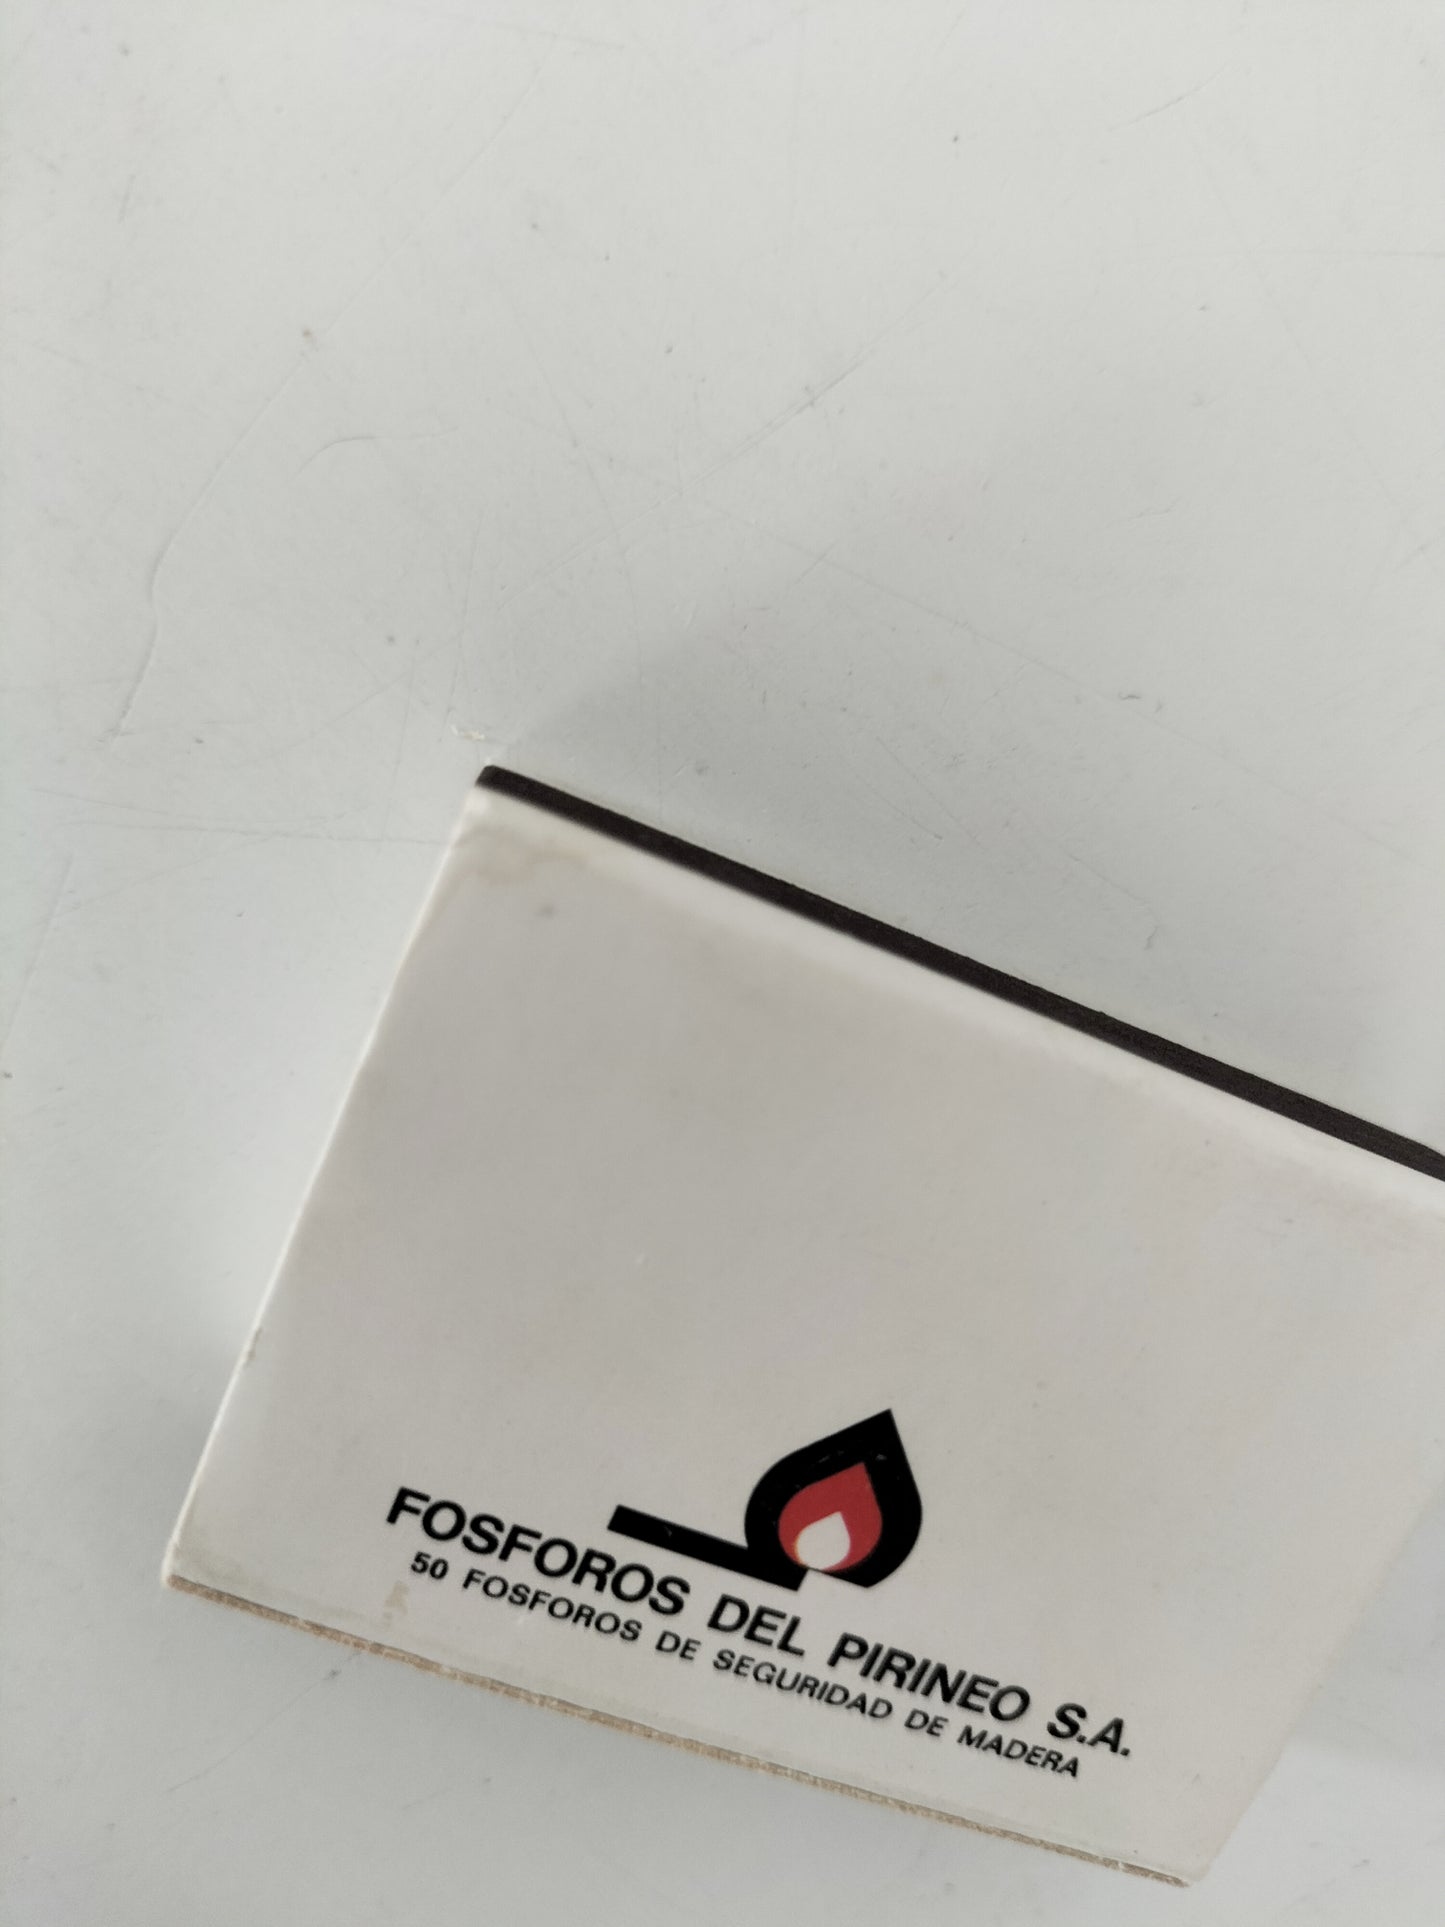 FOSFOROS DEL PIRINEO S.A.
50 FOSFOROS DE SEGURIDAD DE MADERA